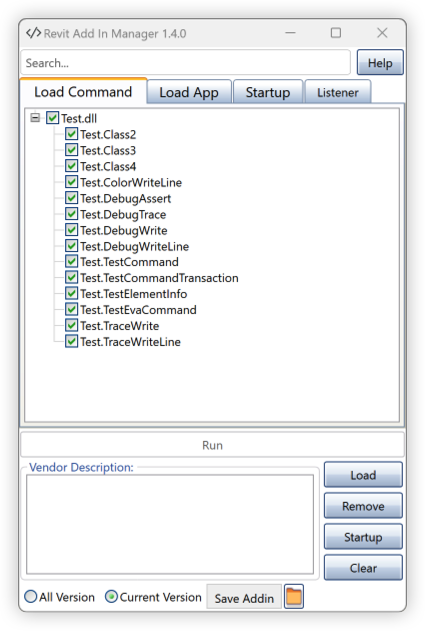 </> Revit Add In Manager 1.4.0
Search...
Help
Load Command
Load App
Startup
Listener
Test.dll
Test.Class2
Test.Class3
Test.Class4
Test.ColorWriteLine
Test.DebugAssert
Test.DebugTrace
Test.DebugWrite
Test.DebugWriteLine
Test.TestCommand
Test.TestCommandTransaction
Test.TestElementInfo
Test.TestEvaCommand
Test.TraceWrite
Test.TraceWriteLine
Run
Vendor Description:
Load
Remove
Startup
Clear
All Version
Current Version
Save Addin